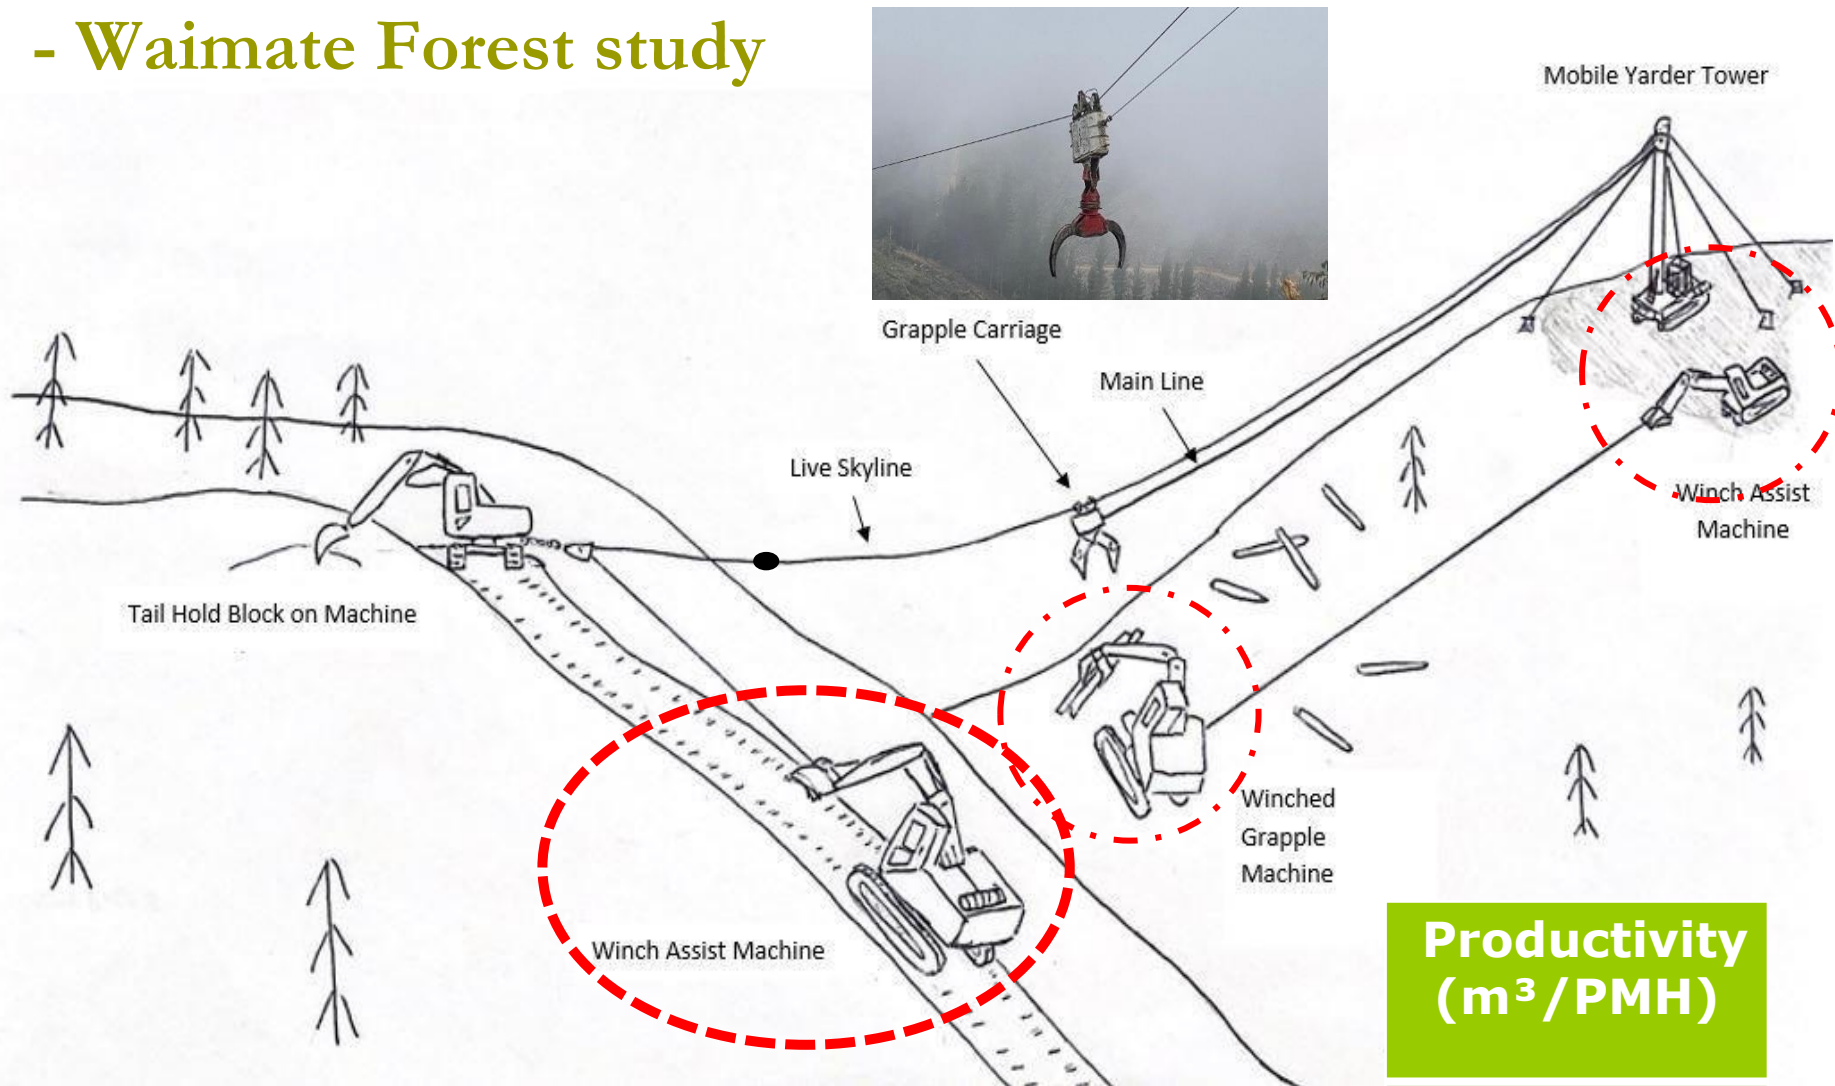 - Waimate Forest study
Mobile Yarder Tower
Grapple Carriage
Main Line
Live Skyline
Winch Assist
Machine
Tail Hold Block on Machine
Winched
Grapple
Machine
Winch Assist Machine
Productivity
(m³/PMH)